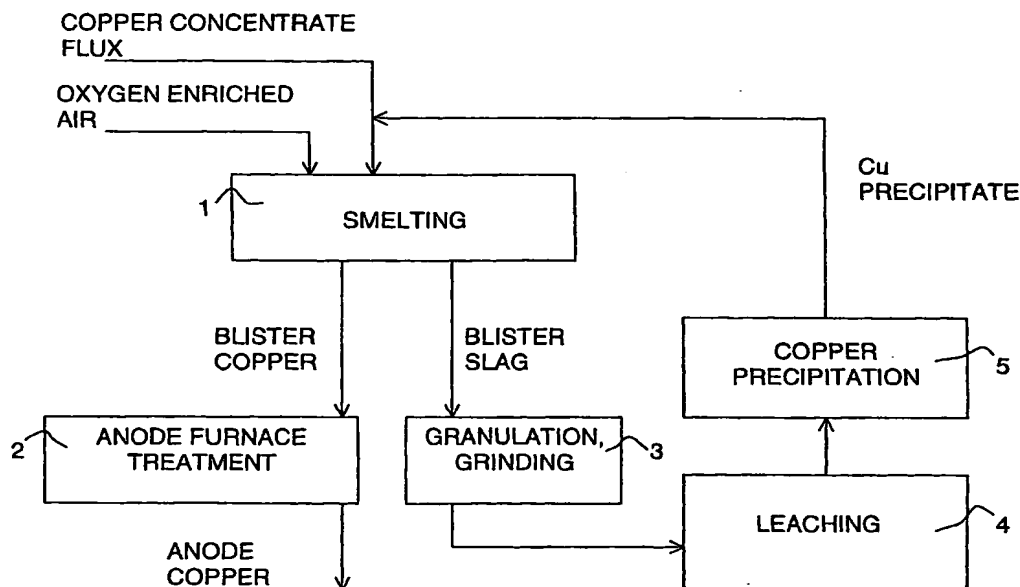 COPPER CONCENTRATE
FLUX
OXYGEN ENRICHED
AIR
Cu
PRECIPITATE
1
SMELTING
BLISTER
COPPER
BLISTER
SLAG
COPPER
PRECIPITATION
5
2
ANODE FURNACE
TREATMENT
GRANULATION,
GRINDING
3
LEACHING
4
ANODE
COPPER